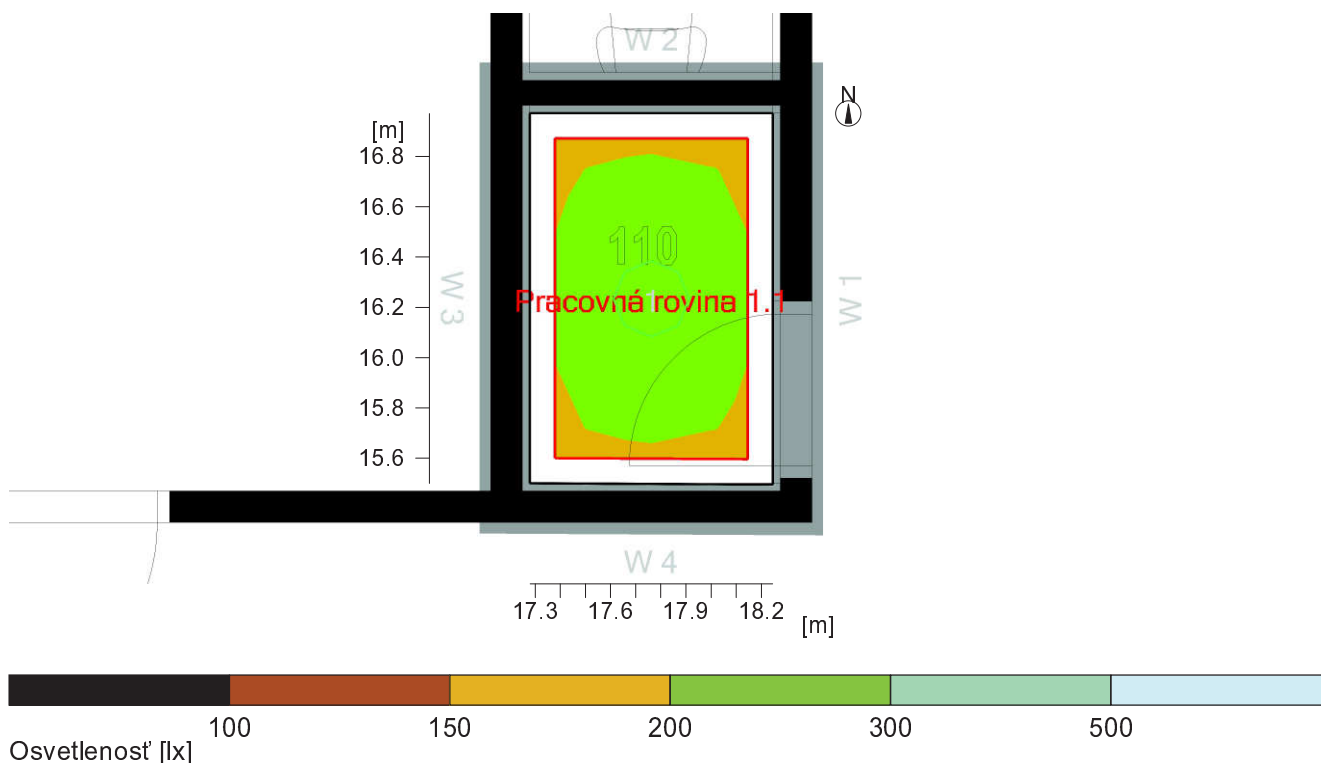 W 2
N
[m]
16.8
16.6
16.4
16.2
16.0
15.8
15.6
110
W 3
Pracovná rovina 1.1
1
W 1
W 4
17.3 17.6 17.9 18.2
[m]
100 150 200 300 500
Osvetlenosť [lx]